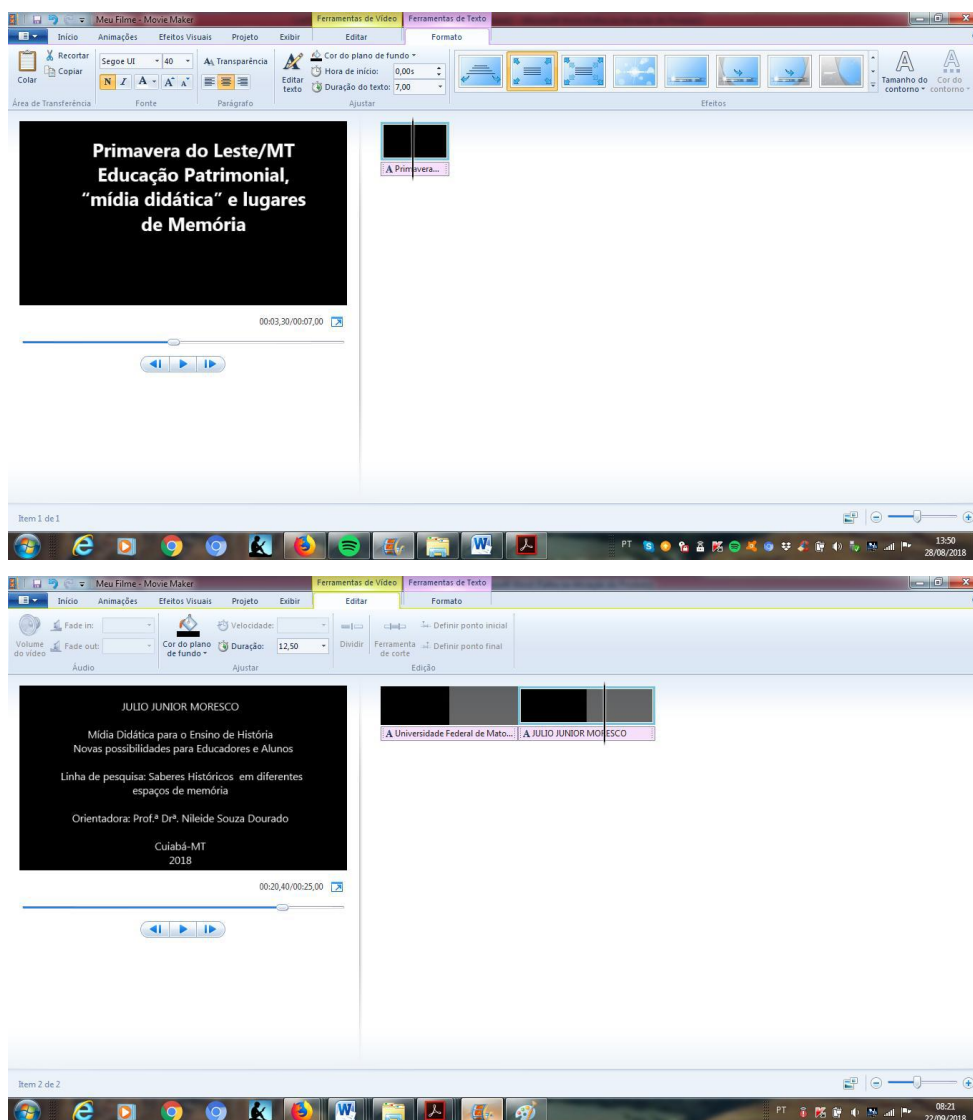 Meu Filme - Movie Maker
Ferramentas de Vídeo
Ferramentas de Texto
Início
Animações
Efeitos Visuais
Projeto
Exibir
Editar
Formato
Colar
Recortar
Copiar
Área de Transferência
Segoe UI
40
N I A A A
Fonte
Transparência
Parágrafo
Editar texto
Cor do plano de fundo
Hora de início: 0,00s
Duração do texto: 7,00
Ajustar
Efeitos
Tamanho do contorno
Cor do contorno
Primavera do Leste/MT
Educação Patrimonial,
“mídia didática” e lugares
de Memória
00:03,30/00:07,00
A Primavera...
Item 1 de 1
PT
13:50
28/08/2018
Meu Filme - Movie Maker
Ferramentas de Vídeo
Ferramentas de Texto
Início
Animações
Efeitos Visuais
Projeto
Exibir
Editar
Formato
Volume do vídeo
Fade in:
Fade out:
Áudio
Cor do plano de fundo
Velocidade:
Duração: 12,50
Ajustar
Dividir
Ferramenta de corte
Definir ponto inicial
Definir ponto final
Edição
JULIO JUNIOR MORESCO
Mídia Didática para o Ensino de História
Novas possibilidades para Educadores e Alunos
Linha de pesquisa: Saberes Históricos em diferentes
espaços de memória
Orientadora: Prof.ª Drª. Nileide Souza Dourado
Cuiabá-MT
2018
00:20,40/00:25,00
A Universidade Federal de Mato...
A JULIO JUNIOR MORESCO
Item 2 de 2
PT
08:21
22/09/2018